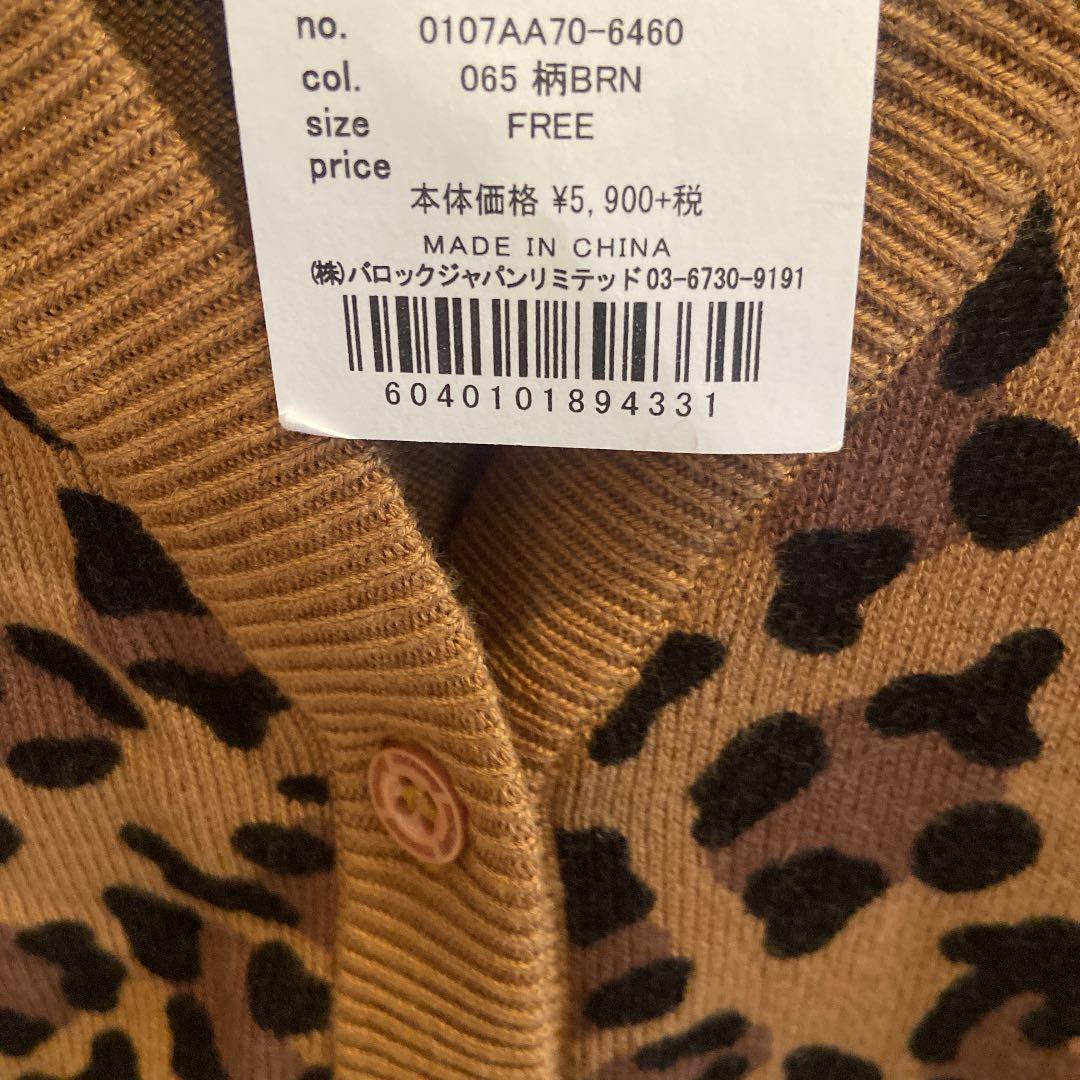 no. 0107AA70-6460
col. 065 柄BRN
size FREE
price
本体価格 ¥5,900+税
MADE IN CHINA
㈱バロックジャパンリミテッド 03-6730-9191
6040101894331